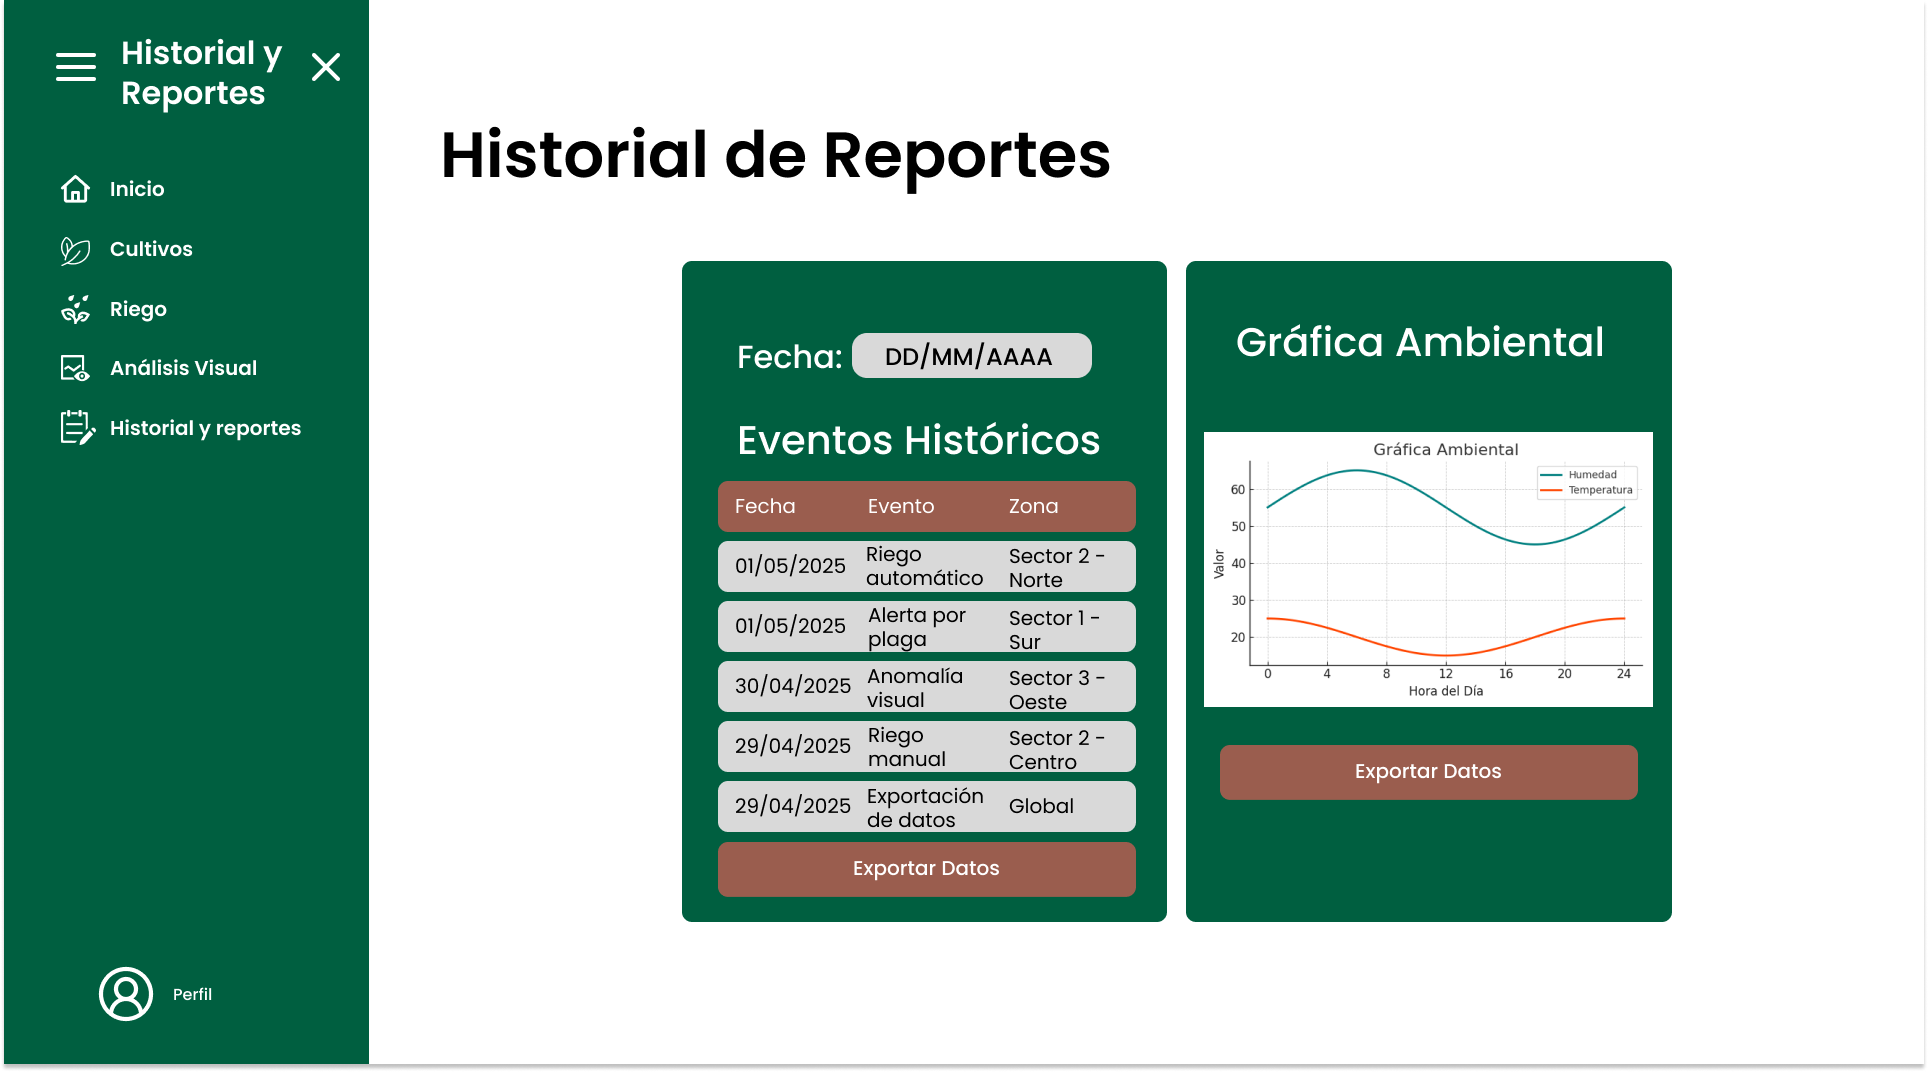 Historial y
Reportes
Inicio
Cultivos
Riego
Análisis Visual
Historial y reportes
Perfil
Historial de Reportes
Fecha: DD/MM/AAAA
Eventos Históricos
Fecha Evento Zona
01/05/2025 Riego automático Sector 2 - Norte
01/05/2025 Alerta por plaga Sector 1 - Sur
30/04/2025 Anomalía visual Sector 3 - Oeste
29/04/2025 Riego manual Sector 2 - Centro
29/04/2025 Exportación de datos Global
Exportar Datos
Gráfica Ambiental
Gráfica Ambiental
Humedad
Temperatura
Valor
60
50
40
30
20
0 4 8 12 16 20 24
Hora del Día
Exportar Datos